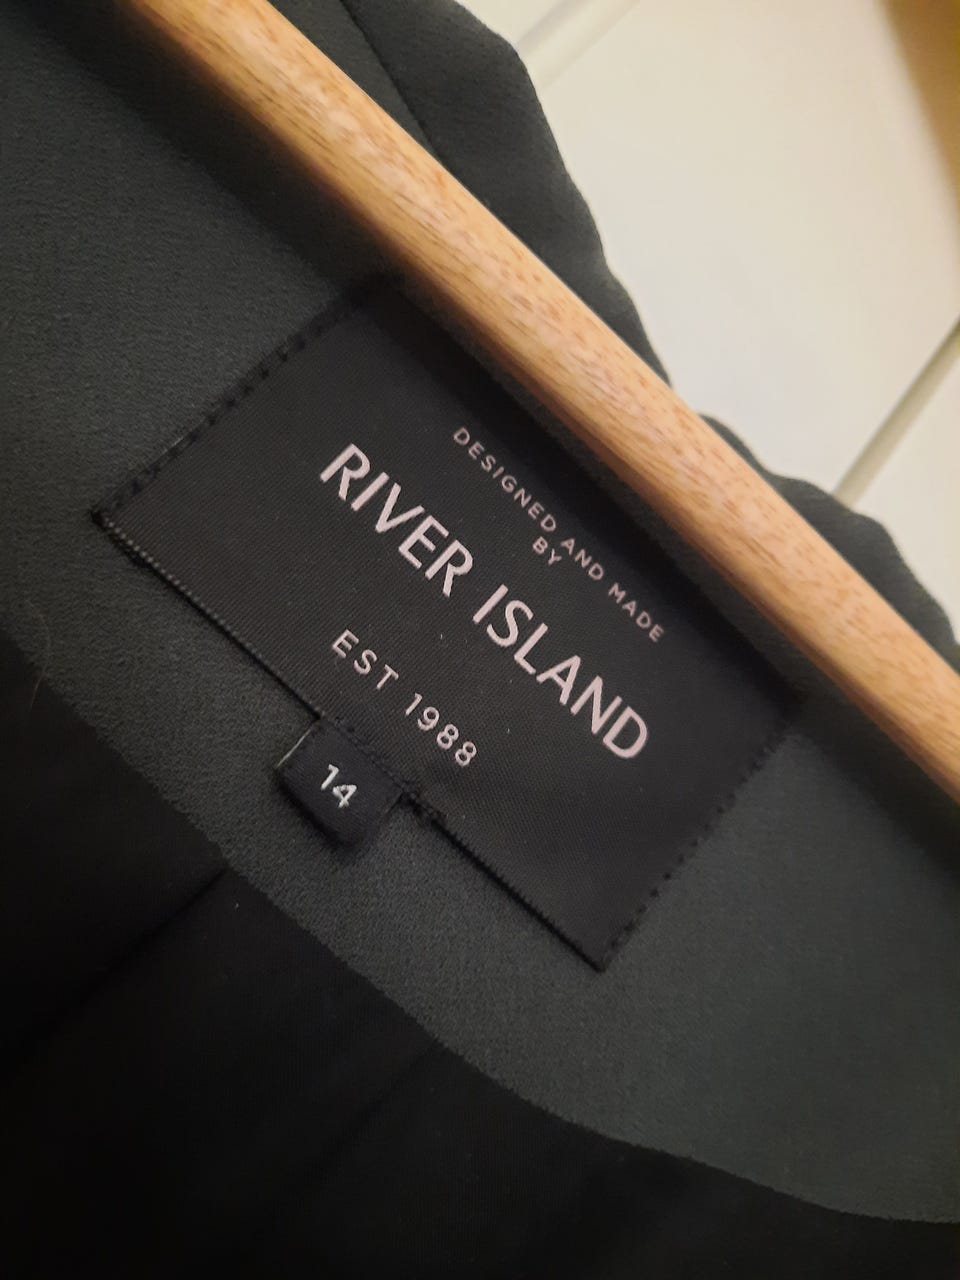 DESIGNED AND MADE
BY
RIVER ISLAND
EST 1988
14